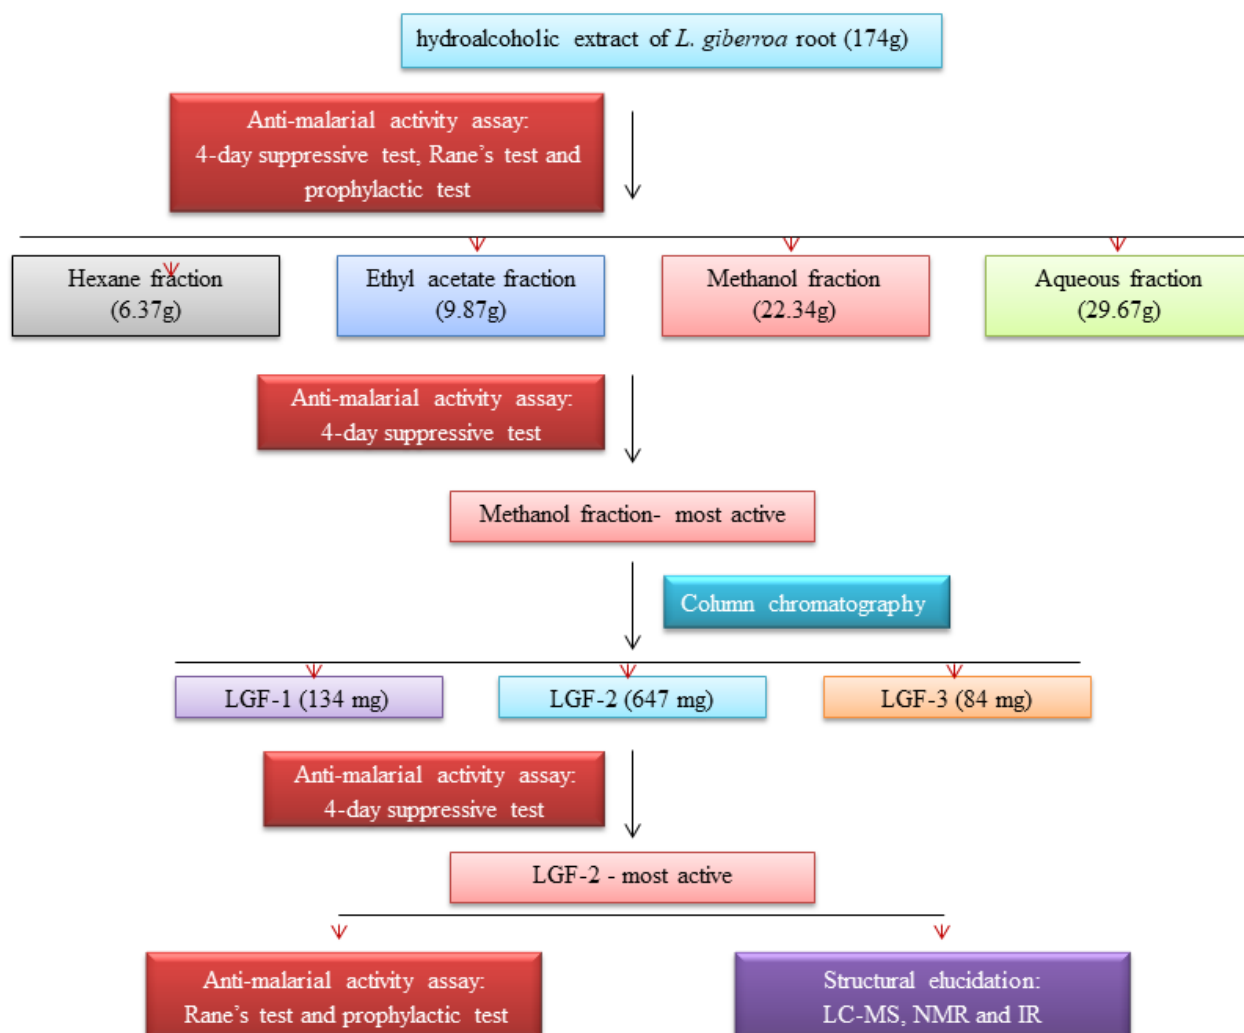 hydroalcoholic extract of L. giberroa root (174g)
Anti-malarial activity assay:
4-day suppressive test, Rane's test and
prophylactic test
Hexane fraction
(6.37g)
Ethyl acetate fraction
(9.87g)
Methanol fraction
(22.34g)
Aqueous fraction
(29.67g)
Anti-malarial activity assay:
4-day suppressive test
Methanol fraction- most active
Column chromatography
LGF-1 (134 mg)
LGF-2 (647 mg)
LGF-3 (84 mg)
Anti-malarial activity assay:
4-day suppressive test
LGF-2 - most active
Anti-malarial activity assay:
Rane's test and prophylactic test
Structural elucidation:
LC-MS, NMR and IR